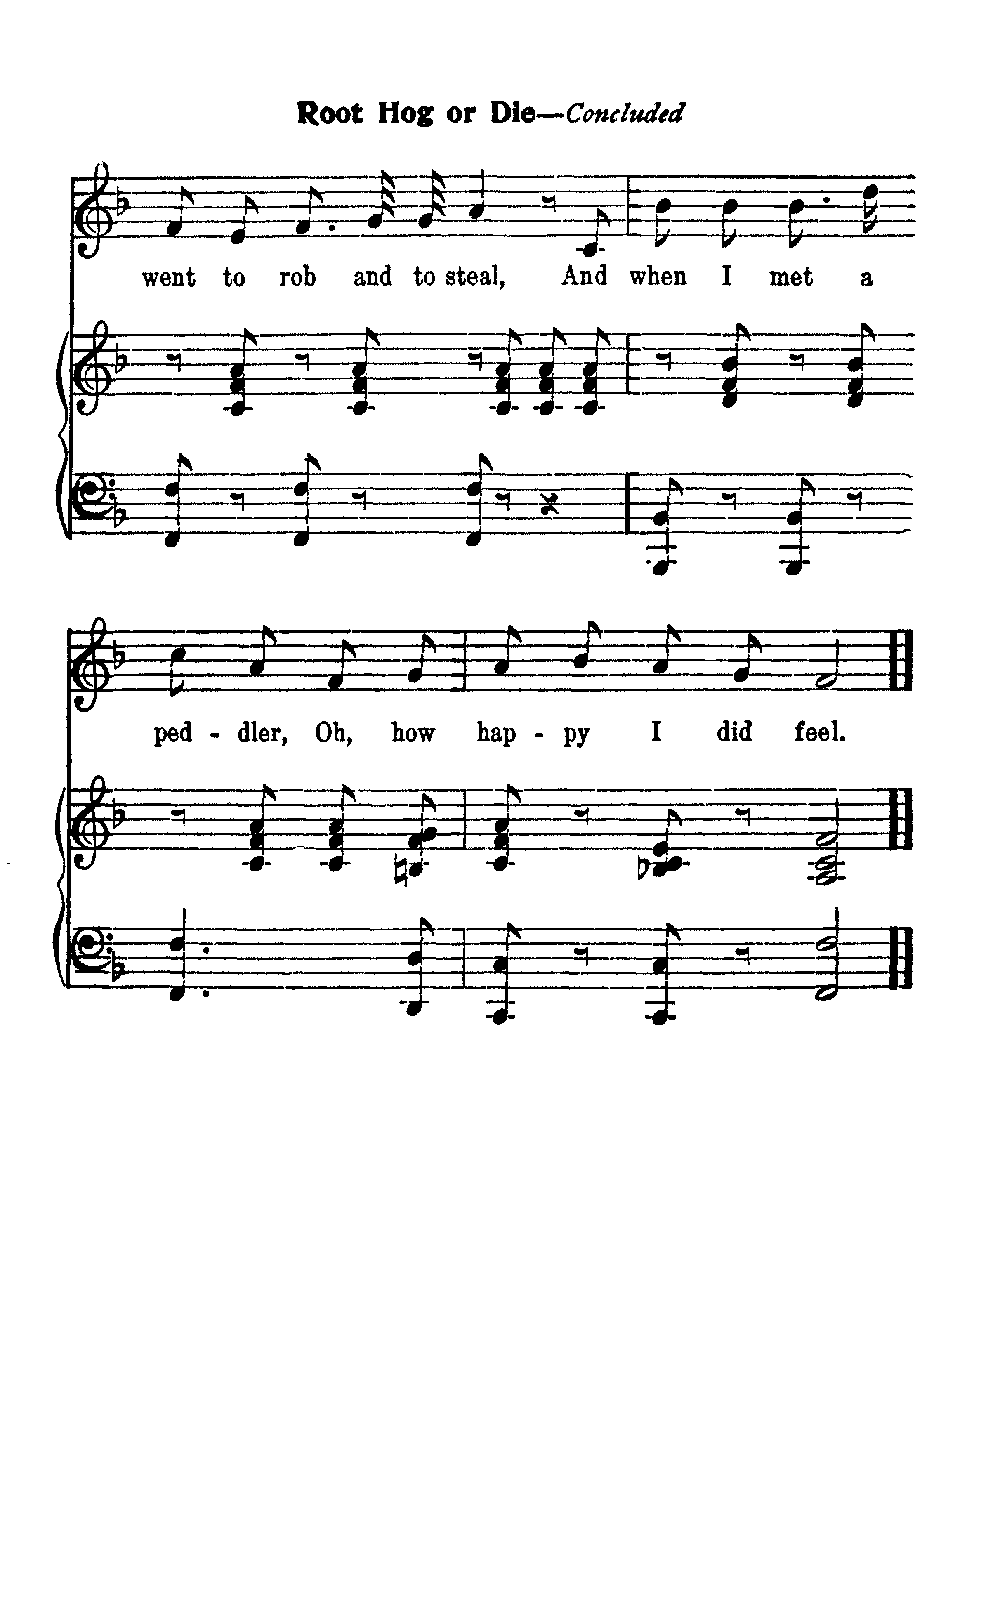 Root Hog or Die—Concluded
went to rob and to steal, And when I met a
ped - dler, Oh, how hap - py I did feel.